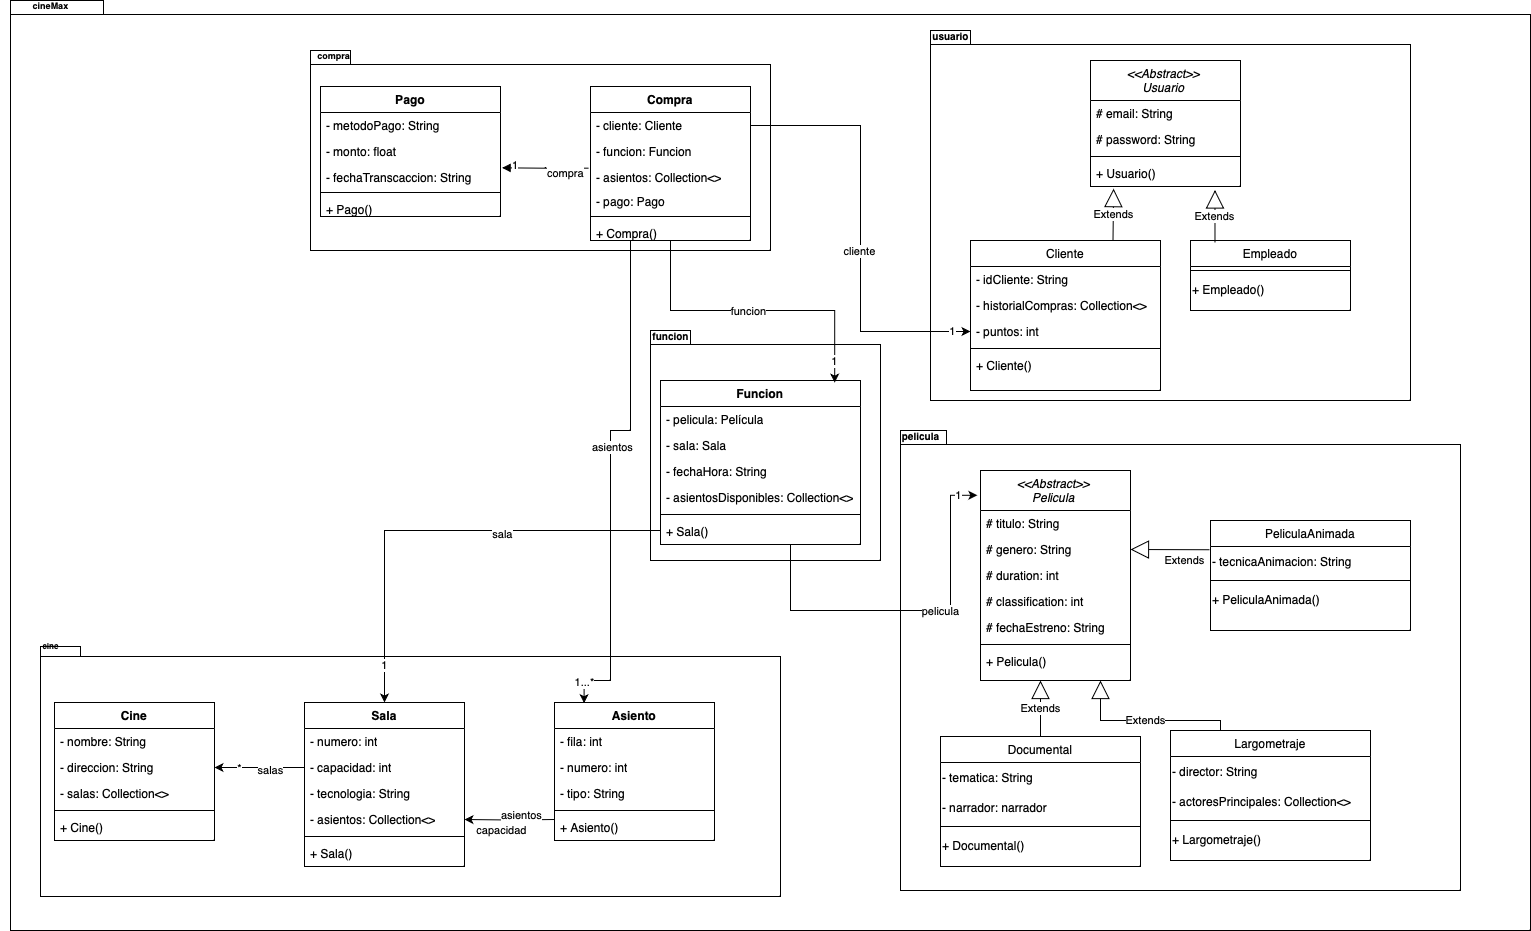 cineMax
compra
Pago
- metodoPago: String
- monto: float
- fechaTranscaccion: String
+ Pago()
1
compra
Compra
- cliente: Cliente
- funcion: Funcion
- asientos: Collection<>
- pago: Pago
+ Compra()
cliente
1
usuario
<<Abstract>>
Usuario
# email: String
# password: String
+ Usuario()
Extends
Extends
Cliente
- idCliente: String
- historialCompras: Collection<>
- puntos: int
+ Cliente()
Empleado
+ Empleado()
funcion
1
asientos
1...*
funcion
Funcion
- pelicula: Película
- sala: Sala
- fechaHora: String
- asientosDisponibles: Collection<>
+ Sala()
sala
1
pelicula
1
pelicula
<<Abstract>>
Pelicula
# titulo: String
# genero: String
# duration: int
# classification: int
# fechaEstreno: String
+ Pelicula()
Extends
PeliculaAnimada
- tecnicaAnimacion: String
+ PeliculaAnimada()
Extends
Extends
Documental
- tematica: String
- narrador: narrador
+ Documental()
Largometraje
- director: String
- actoresPrincipales: Collection<>
+ Largometraje()
cine
Cine
- nombre: String
- direccion: String
- salas: Collection<>
+ Cine()
*
salas
Sala
- numero: int
- capacidad: int
- tecnologia: String
- asientos: Collection<>
+ Sala()
asientos
capacidad
Asiento
- fila: int
- numero: int
- tipo: String
+ Asiento()